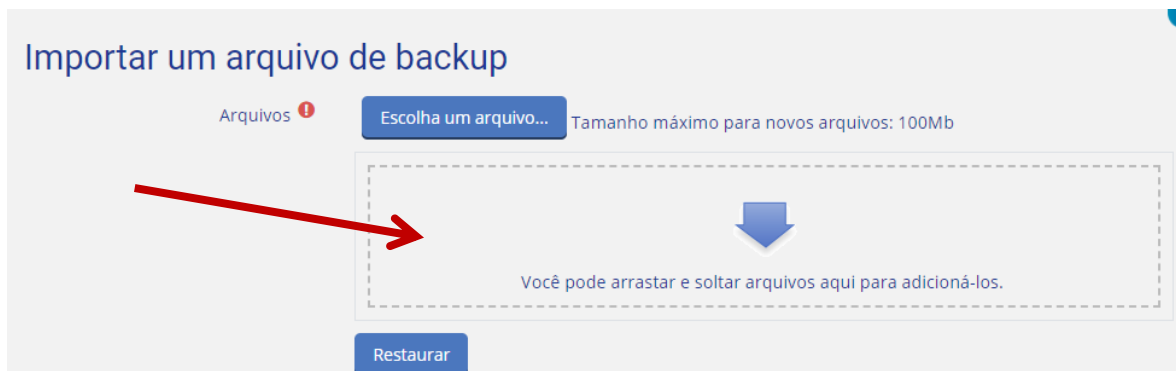 Importar um arquivo de backup
Arquivos
Escolha um arquivo... Tamanho máximo para novos arquivos: 100Mb
Você pode arrastar e soltar arquivos aqui para adicioná-los.
Restaurar